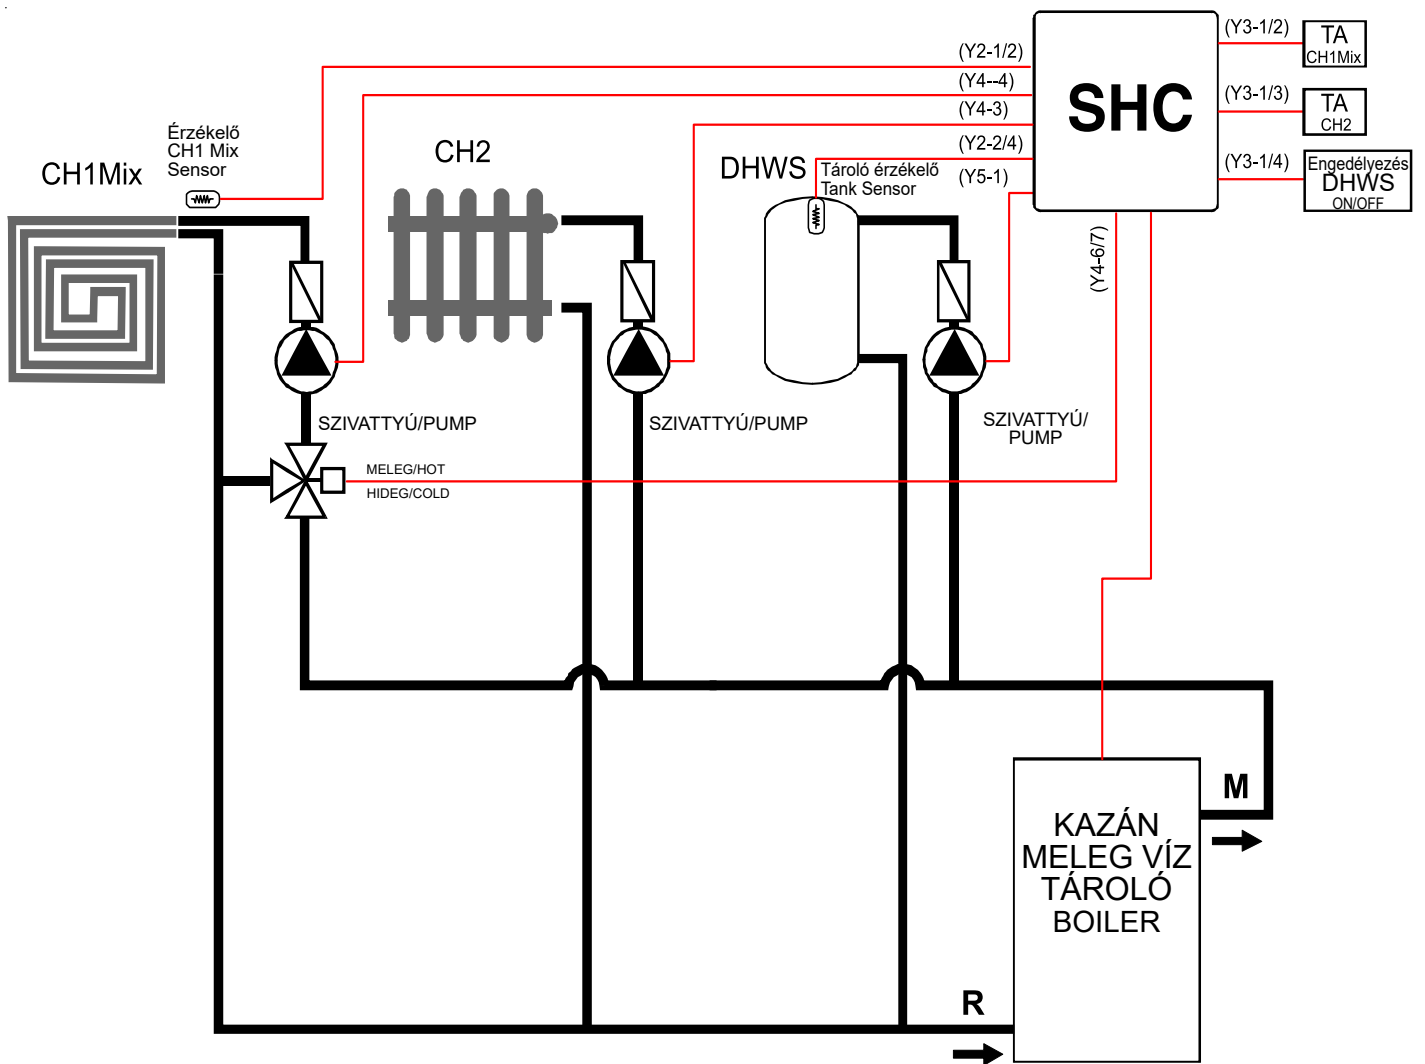 (Y2-1/2)
(Y4--4)
(Y4-3)
(Y2-2/4)
(Y5-1)
SHC
(Y3-1/2)
TA
CH1Mix
(Y3-1/3)
TA
CH2
(Y3-1/4)
Engedélyezés
DHWS
ON/OFF
(Y4-6/7)
Érzékelő
CH1 Mix
Sensor
CH1Mix
CH2
DHWS
Tároló érzékelő
Tank Sensor
SZIVATTYÚ/PUMP
SZIVATTYÚ/PUMP
SZIVATTYÚ/
PUMP
MELEG/HOT
HIDEG/COLD
M
KAZÁN
MELEG VÍZ
TÁROLÓ
BOILER
R